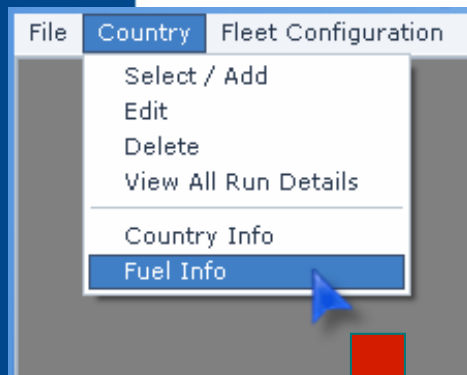 File Country Fleet Configuration
Select / Add
Edit
Delete
View All Run Details
Country Info
Fuel Info